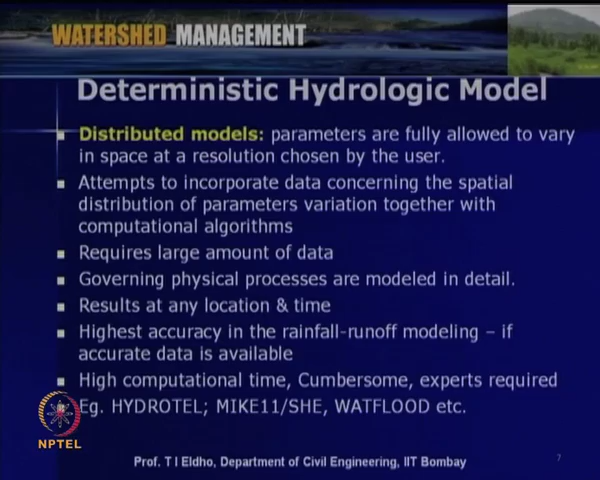 WATERSHED MANAGEMENT
Deterministic Hydrologic Model
Distributed models: parameters are fully allowed to vary
in space at a resolution chosen by the user.
Attempts to incorporate data concerning the spatial
distribution of parameters variation together with
computational algorithms
Requires large amount of data
Governing physical processes are modeled in detail.
Results at any location & time
Highest accuracy in the rainfall-runoff modeling – if
accurate data is available
High computational time, Cumbersome, experts required
Eg. HYDROTEL; MIKE11/SHE, WATFLOOD etc.
NPTEL
Prof. T I Eldho, Department of Civil Engineering, IIT Bombay
7